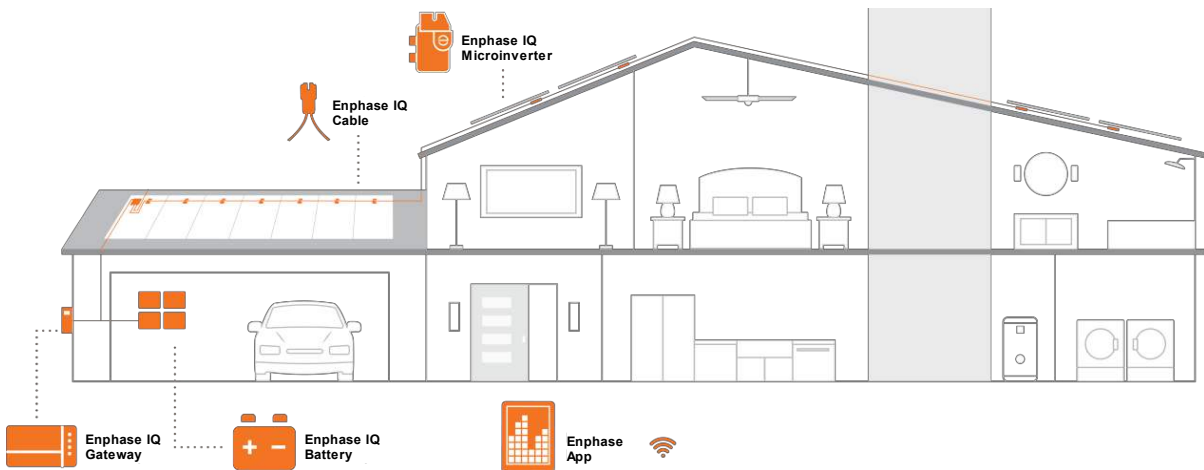 Enphase IQ
Microinverter
Enphase IQ
Cable
Enphase IQ
Gateway
Enphase IQ
Battery
Enphase
App